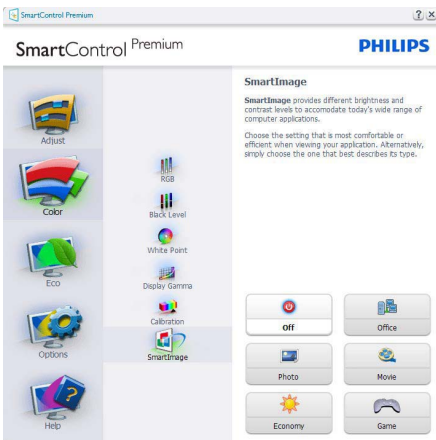 SmartControl Premium
SmartControl Premium
PHILIPS
Adjust
Color
Eco
Options
Help
RGB
Black Level
White Point
Display Gamma
Calibration
SmartImage
SmartImage
SmartImage provides different brightness and
contrast levels to accomodate today's wide range of
computer applications.
Choose the setting that is most comfortable or
efficient when viewing your application. Alternatively,
simply choose the one that best describes its type.
Off
Office
Photo
Movie
Economy
Game